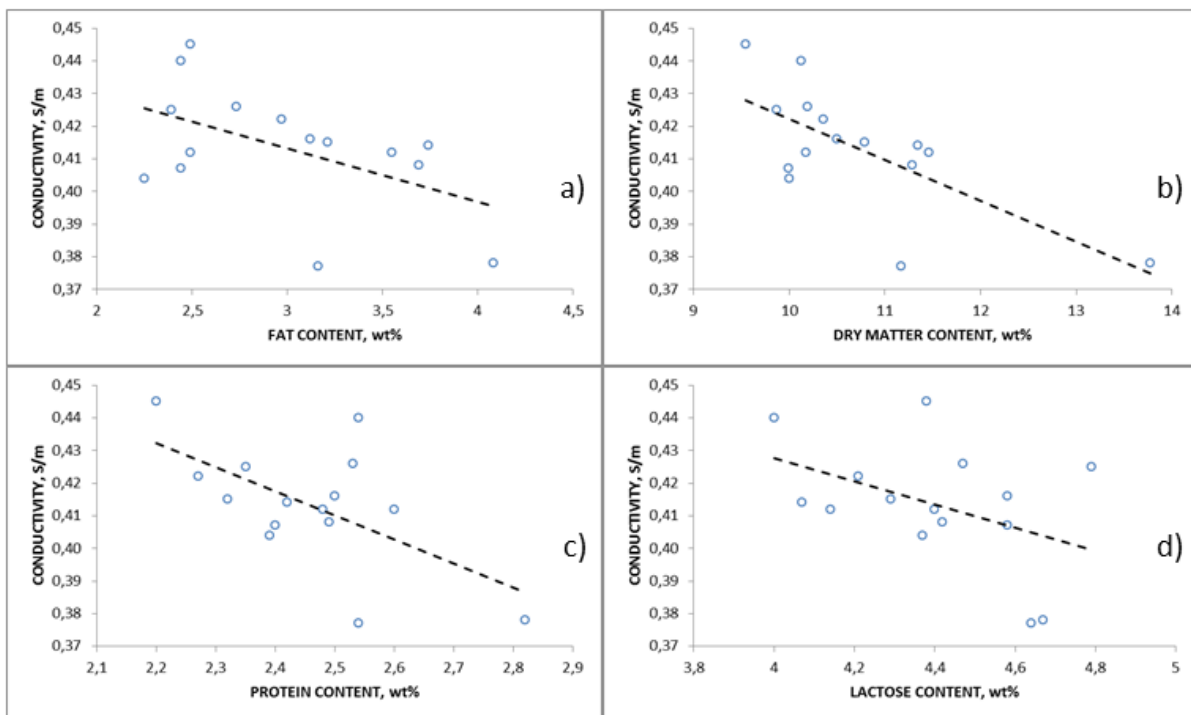 CONDUCTIVITY, S/m
0,45
0,44
0,43
0,42
0,41
0,40
0,39
0,38
0,37
2 2,5 3 3,5 4 4,5
FAT CONTENT, wt%
a)
CONDUCTIVITY, S/m
0,45
0,44
0,43
0,42
0,41
0,40
0,39
0,38
0,37
9 10 11 12 13 14
DRY MATTER CONTENT, wt%
b)
CONDUCTIVITY, S/m
0,45
0,44
0,43
0,42
0,41
0,40
0,39
0,38
0,37
2,1 2,2 2,3 2,4 2,5 2,6 2,7 2,8 2,9
PROTEIN CONTENT, wt%
c)
CONDUCTIVITY, S/m
0,45
0,44
0,43
0,42
0,41
0,40
0,39
0,38
0,37
3,8 4 4,2 4,4 4,6 4,8 5
LACTOSE CONTENT, wt%
d)